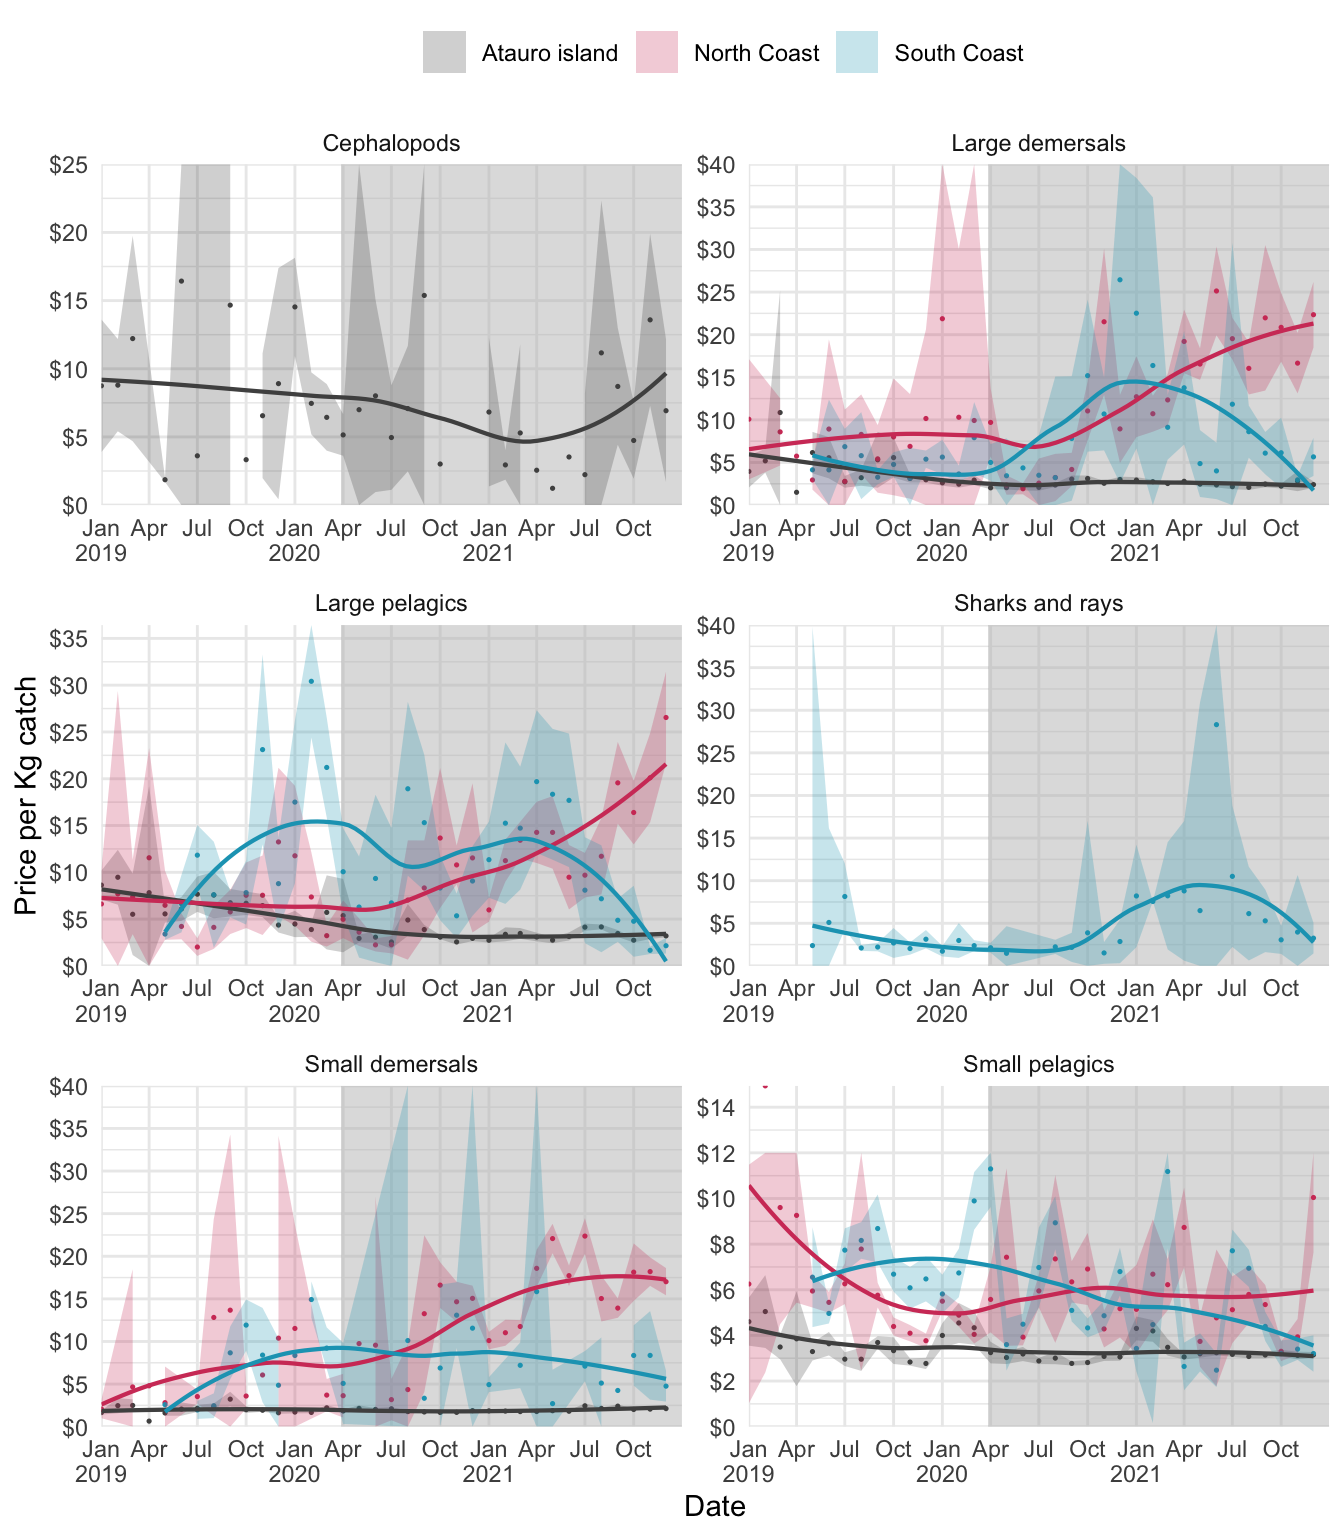 Atauro island North Coast South Coast
Cephalopods Large demersals
$25 $40
$35
$20 $30
$15 $25
$20
$10 $15
$5 $10
$5
$0 $0
Jan Apr Jul Oct Jan Apr Jul Oct Jan Apr Jul Oct Jan Apr Jul Oct Jan Apr Jul Oct Jan Apr Jul Oct
2019 2020 2021 2019 2020 2021
Large pelagics Sharks and rays
$35 $40
$30 $35
$25 $30
$20 $25
$15 $20
$10 $15
$5 $10
$0 $5
$0
Jan Apr Jul Oct Jan Apr Jul Oct Jan Apr Jul Oct Jan Apr Jul Oct Jan Apr Jul Oct Jan Apr Jul Oct
2019 2020 2021 2019 2020 2021
Price per Kg catch
Small demersals Small pelagics
$40 $14
$35 $12
$30 $10
$25 $8
$20 $6
$15 $4
$10 $2
$5 $0
$0
Jan Apr Jul Oct Jan Apr Jul Oct Jan Apr Jul Oct Jan Apr Jul Oct Jan Apr Jul Oct Jan Apr Jul Oct
2019 2020 2021 2019 2020 2021
Date